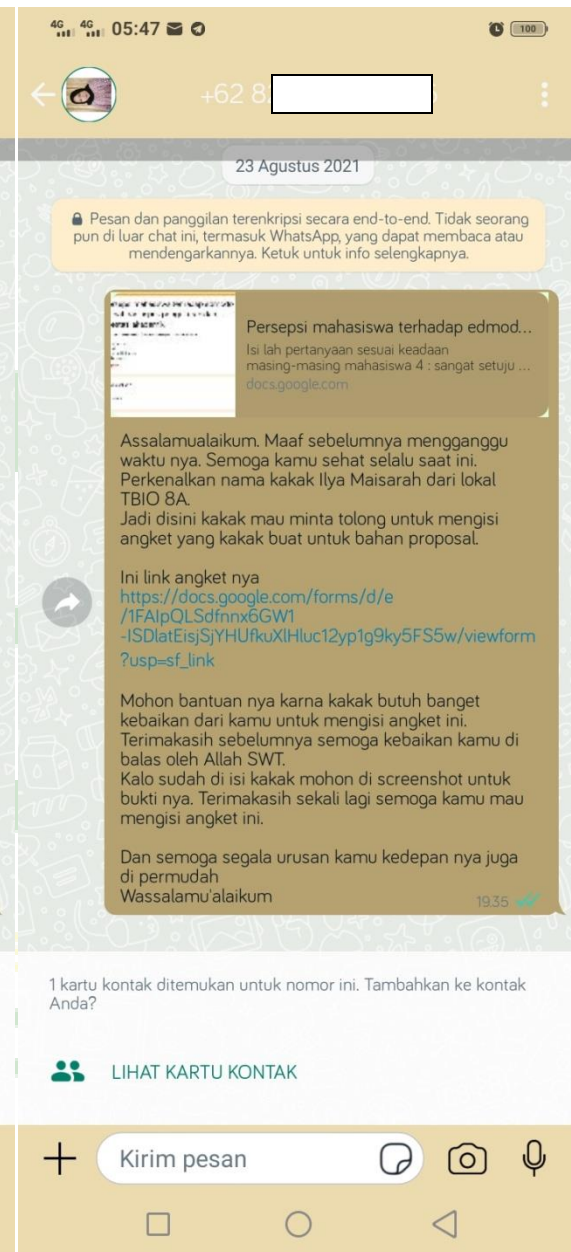 4G 4G 05:47 100
+62 8
23 Agustus 2021
Pesan dan panggilan terenkripsi secara end-to-end. Tidak seorang
pun di luar chat ini, termasuk WhatsApp, yang dapat membaca atau
mendengarkannya. Ketuk untuk info selengkapnya.
Persepsi mahasiswa terhadap edmod...
Isi lah pertanyaan sesuai keadaan
masing-masing mahasiswa 4 : sangat setuju ...
docs.google.com
Assalamualaikum. Maaf sebelumnya mengganggu
waktu nya. Semoga kamu sehat selalu saat ini.
Perkenalkan nama kakak Ilya Maisarah dari lokal
TBIO 8A.
Jadi disini kakak mau minta tolong untuk mengisi
angket yang kakak buat untuk bahan proposal.
Ini link angket nya
https://docs.google.com/forms/d/e
/1FAIpQLSdfnnx6GW1
-ISDlatEisjSjYHUfkuXlHluc12yp1g9ky5FS5w/viewform
?usp=sf_link
Mohon bantuan nya karna kakak butuh banget
kebaikan dari kamu untuk mengisi angket ini.
Terimakasih sebelumnya semoga kebaikan kamu di
balas oleh Allah SWT.
Kalo sudah di isi kakak mohon di screenshot untuk
bukti nya. Terimakasih sekali lagi semoga kamu mau
mengisi angket ini.
Dan semoga segala urusan kamu kedepan nya juga
di permudah
Wassalamu'alaikum
19.35
1 kartu kontak ditemukan untuk nomor ini. Tambahkan ke kontak
Anda?
LIHAT KARTU KONTAK
Kirim pesan